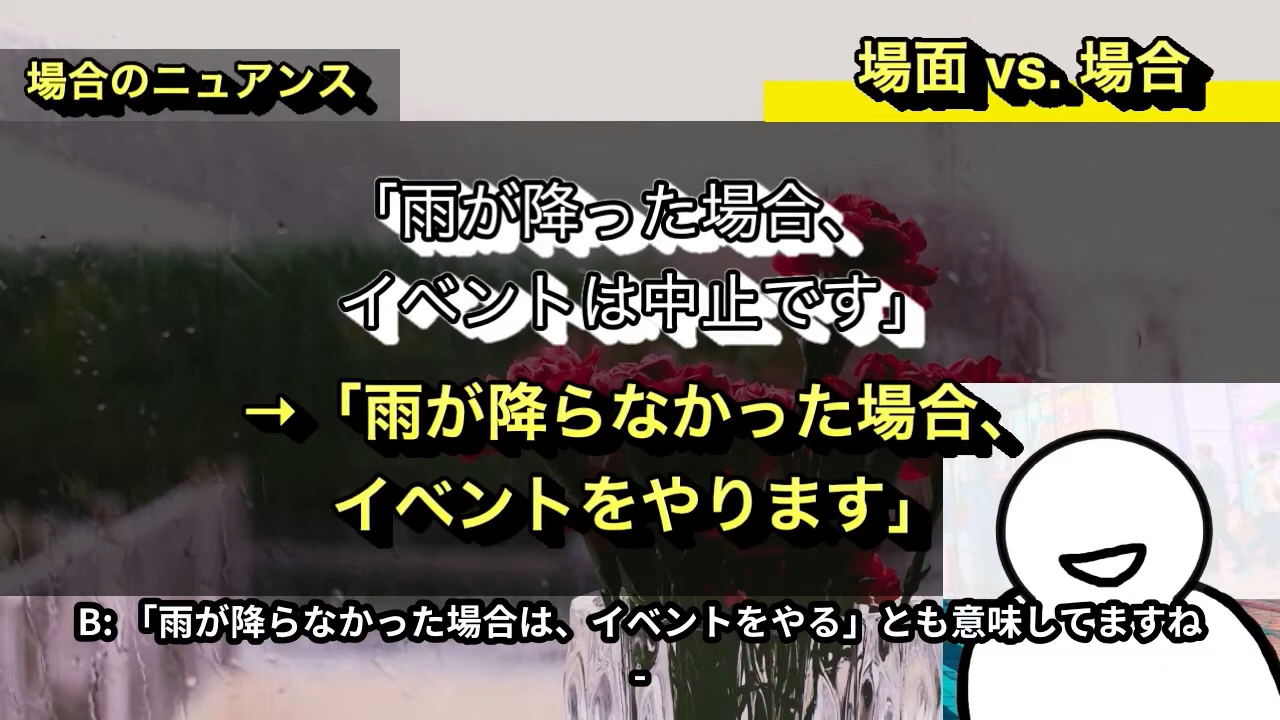 場合のニュアンス
場面 vs. 場合
「雨が降った場合、
イベントは中止です」
→「雨が降らなかった場合、
イベントをやります」
B: 「雨が降らなかった場合は、イベントをやる」とも意味してますね
-